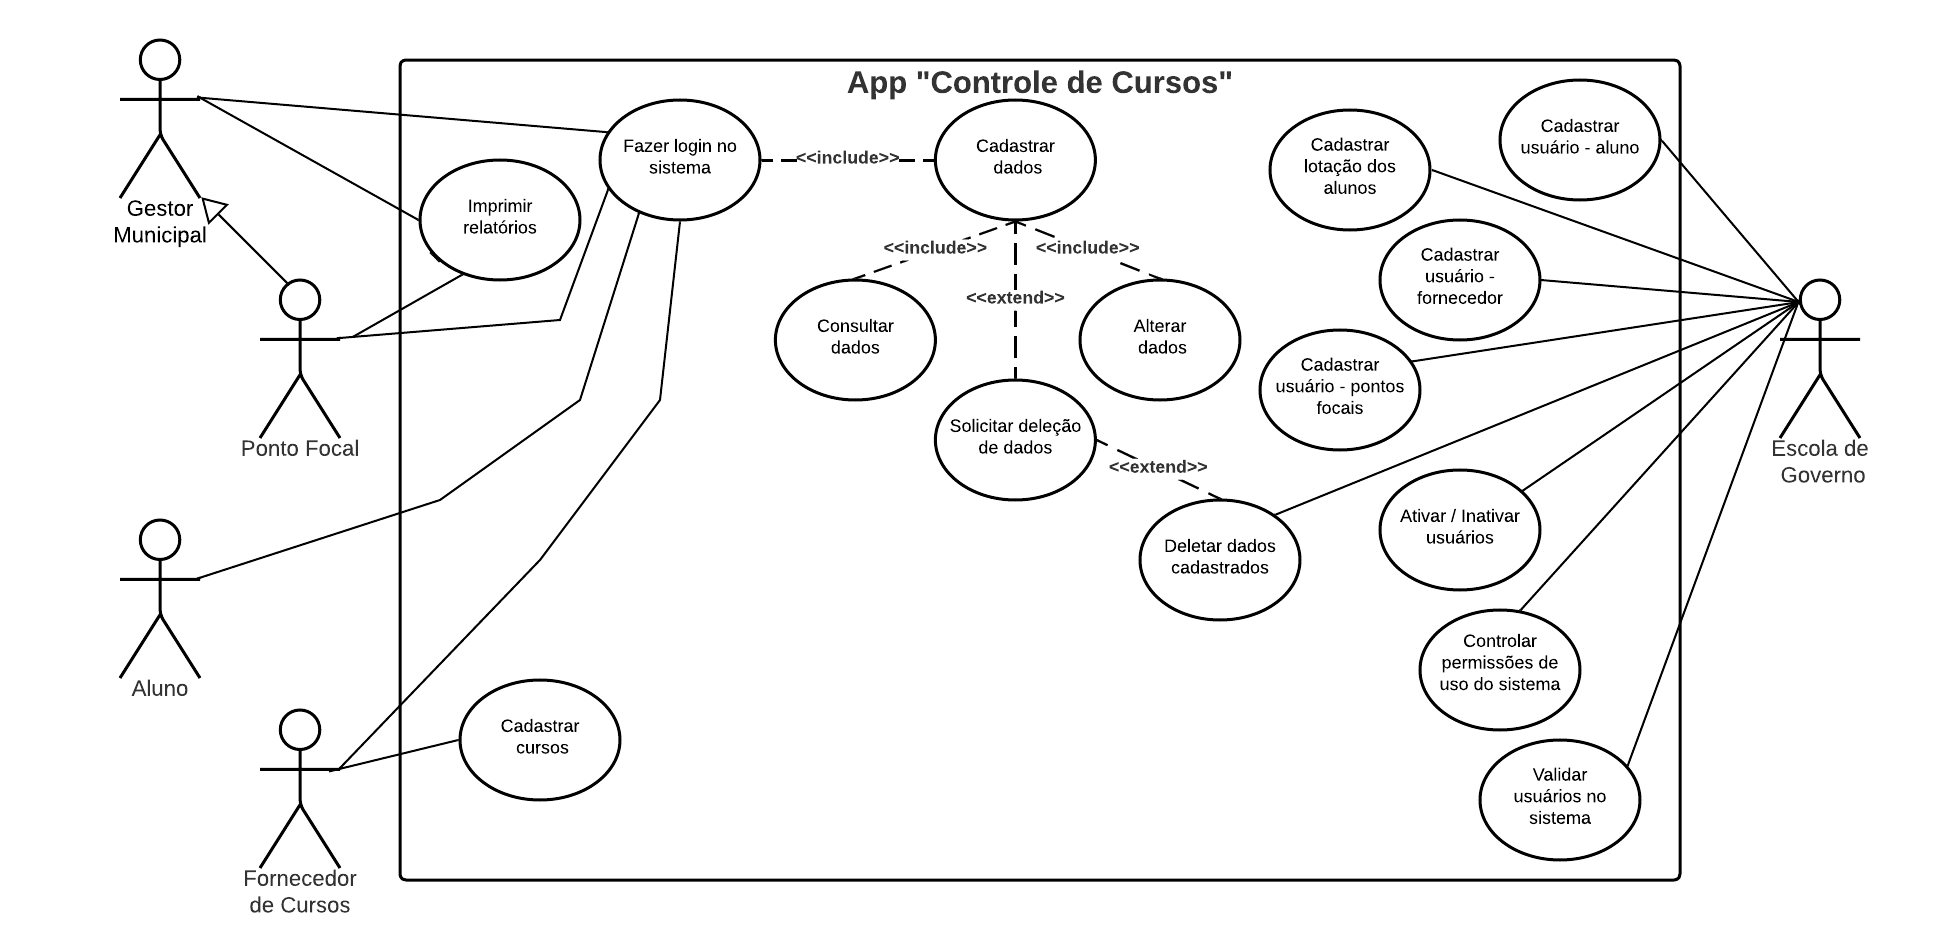 App "Controle de Cursos"
Gestor
Municipal
Ponto Focal
Aluno
Fornecedor
de Cursos
Imprimir
relatórios
Fazer login no
sistema
<<include>>
Cadastrar
dados
<<include>>
<<include>>
<<extend>>
Consultar
dados
Alterar
dados
Solicitar deleção
de dados
<<extend>>
Deletar dados
cadastrados
Cadastrar
cursos
Cadastrar
lotação dos
alunos
Cadastrar
usuário - aluno
Cadastrar
usuário -
fornecedor
Cadastrar
usuário - pontos
focais
Ativar / Inativar
usuários
Controlar
permissões de
uso do sistema
Validar
usuários no
sistema
Escola de
Governo